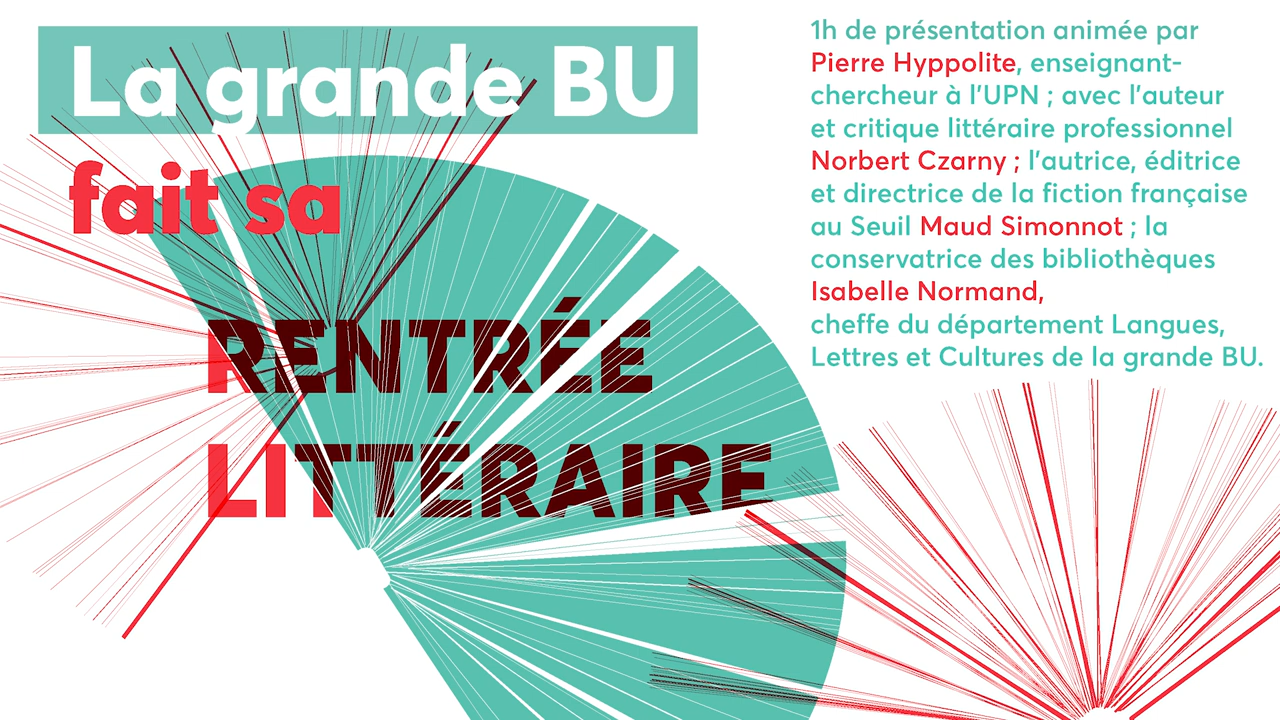 La grande BU
fait sa
RENTRÉE
LITTÉRAIRE
1h de présentation animée par
Pierre Hyppolite, enseignant-
chercheur à l'UPN ; avec l'auteur
et critique littéraire professionnel
Norbert Czarny ; l'autrice, éditrice
et directrice de la fiction française
au Seuil Maud Simonnot ; la
conservatrice des bibliothèques
Isabelle Normand,
cheffe du département Langues,
Lettres et Cultures de la grande BU.